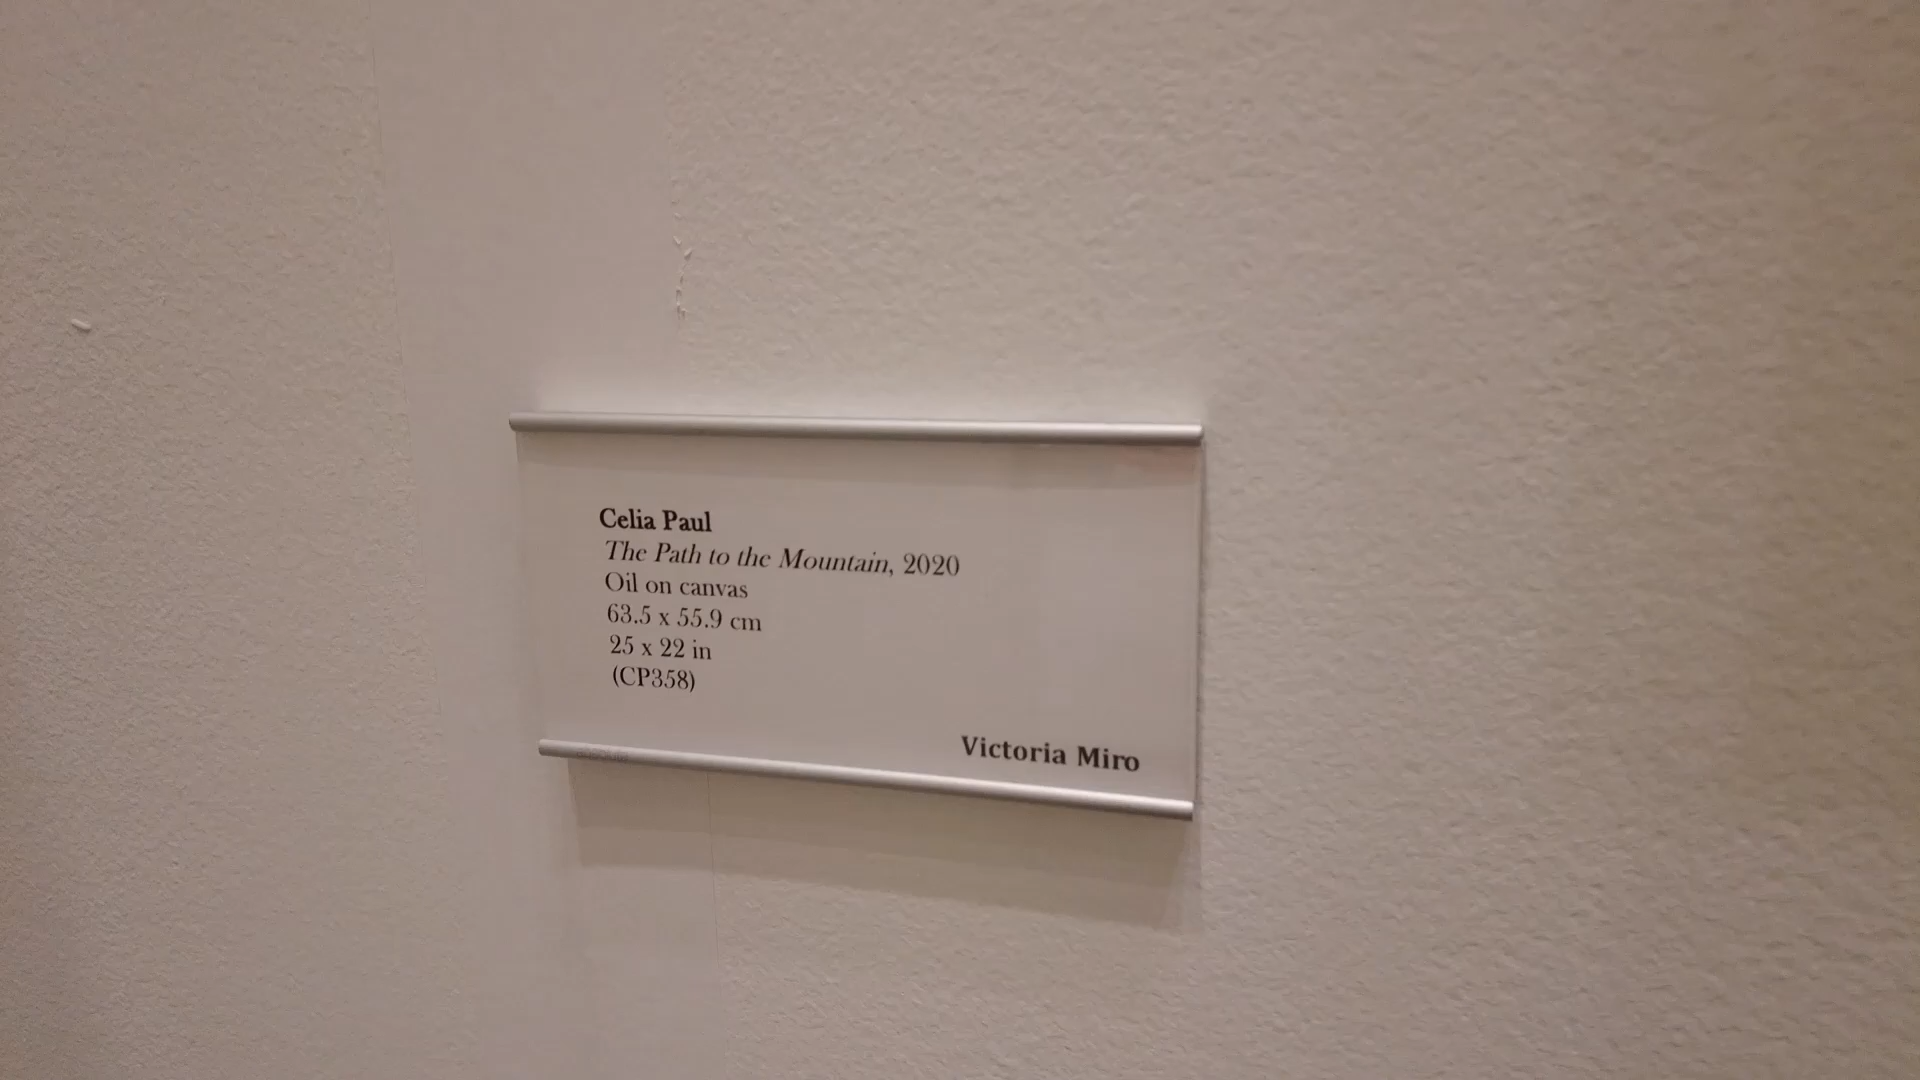 Celia Paul
The Path to the Mountain, 2020
Oil on canvas
63.5 x 55.9 cm
25 x 22 in
(CP358)
Victoria Miro